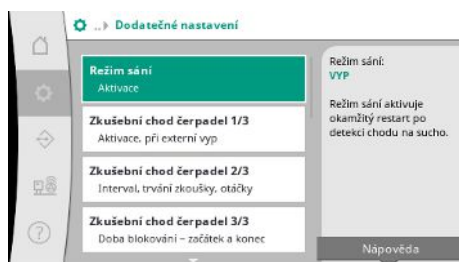 ..▸ Dodatečné nastavení
Režim sání
Aktivace
Zkušební chod čerpadel 1/3
Aktivace, při externí vyp
Zkušební chod čerpadel 2/3
Interval, trvání zkoušky, otáčky
Zkušební chod čerpadel 3/3
Doba blokování – začátek a konec
Režim sání:
VYP
Režim sání aktivuje
okamžitý restart po
detekci chodu na sucho.
Nápověda